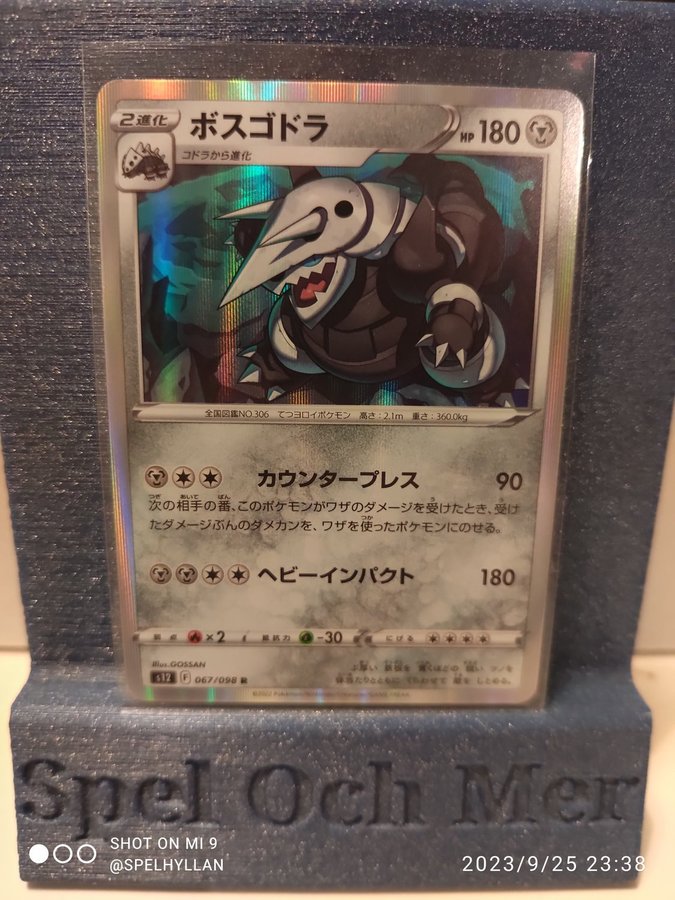 2進化
ボスゴドラ
HP 180
コドラから進化
全国図鑑NO.306 てつヨロイポケモン 高さ:2.1m 重さ:360.0kg
カウンタープレス 90
次の相手の番、このポケモンがワザのダメージを受けたとき、受け
たダメージぶんのダメカンを、ワザを使ったポケモンにのせる。
ヘビーインパクト 180
弱点 ×2 抵抗力 -30 にげる
illus.GOSSAN
s12 F 067/098 R
Spel Och Mer
SHOT ON MI 9
@SPELHYLLAN
2023/9/25 23:38